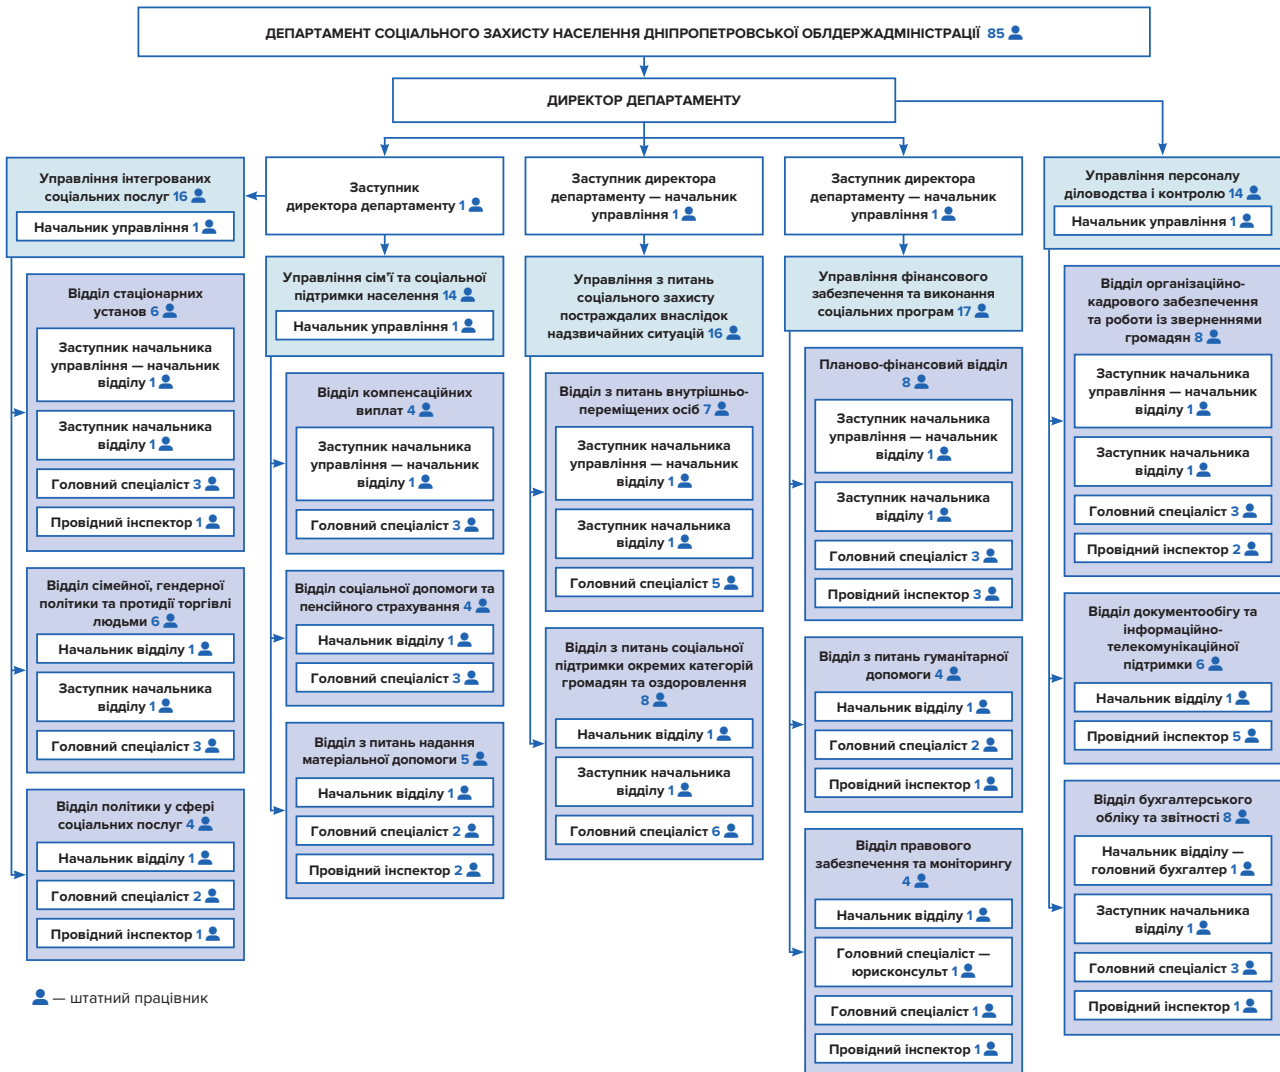 ДЕПАРТАМЕНТ СОЦІАЛЬНОГО ЗАХИСТУ НАСЕЛЕННЯ ДНІПРОПЕТРОВСЬКОЇ ОБЛДЕРЖАДМІНІСТРАЦІЇ 85
ДИРЕКТОР ДЕПАРТАМЕНТУ
Управління інтегрованих
соціальних послуг 16
Начальник управління 1
Відділ стаціонарних
установ 6
Заступник начальника
управління — начальник
відділу 1
Заступник начальника
відділу 1
Головний спеціаліст 3
Провідний інспектор 1
Відділ сімейної, гендерної
політики та протидії торгівлі
людьми 6
Начальник відділу 1
Заступник начальника
відділу 1
Головний спеціаліст 3
Відділ політики у сфері
соціальних послуг 4
Начальник відділу 1
Головний спеціаліст 2
Провідний інспектор 1
Заступник
директора департаменту 1
Управління сім'ї та соціальної
підтримки населення 14
Начальник управління 1
Відділ компенсаційних
виплат 4
Заступник начальника
управління — начальник
відділу 1
Головний спеціаліст 3
Відділ соціальної допомоги та
пенсійного страхування 4
Начальник відділу 1
Головний спеціаліст 3
Відділ з питань надання
матеріальної допомоги 5
Начальник відділу 1
Головний спеціаліст 2
Провідний інспектор 2
Заступник директора
департаменту — начальник
управління 1
Управління з питань
соціального захисту
постраждалих внаслідок
надзвичайних ситуацій 16
Відділ з питань внутрішньо-
переміщених осіб 7
Заступник начальника
управління — начальник
відділу 1
Заступник начальника
відділу 1
Головний спеціаліст 5
Відділ з питань соціальної
підтримки окремих категорій
громадян та оздоровлення
8
Начальник відділу 1
Заступник начальника
відділу 1
Головний спеціаліст 6
Заступник директора
департаменту — начальник
управління 1
Управління фінансового
забезпечення та виконання
соціальних програм 17
Планово-фінансовий відділ
8
Заступник начальника
управління — начальник
відділу 1
Заступник начальника
відділу 1
Головний спеціаліст 3
Провідний інспектор 3
Відділ з питань гуманітарної
допомоги 4
Начальник відділу 1
Головний спеціаліст 2
Провідний інспектор 1
Відділ правового
забезпечення та моніторингу
4
Начальник відділу 1
Головний спеціаліст —
юрисконсульт 1
Головний спеціаліст 1
Провідний інспектор 1
Управління персоналу
діловодства і контролю 14
Начальник управління 1
Відділ організаційно-
кадрового забезпечення
та роботи із зверненнями
громадян 8
Заступник начальника
управління — начальник
відділу 1
Заступник начальника
відділу 1
Головний спеціаліст 3
Провідний інспектор 2
Відділ документообігу та
інформаційно-
телекомунікаційної
підтримки 6
Начальник відділу 1
Провідний інспектор 5
Відділ бухгалтерського
обліку та звітності 8
Начальник відділу —
головний бухгалтер 1
Заступник начальника
відділу 1
Головний спеціаліст 3
Провідний інспектор 1
— штатний працівник